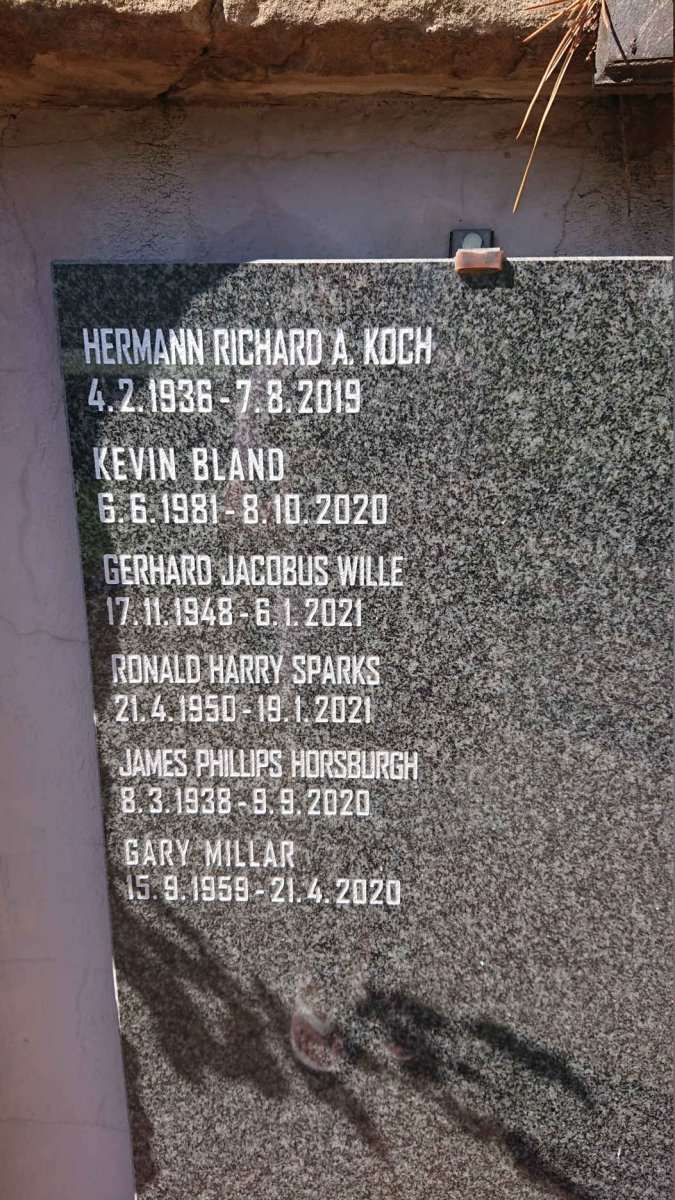 HERMANN RICHARD A. KOCH
4.2.1936 - 7.8.2019
KEVIN BLAND
6.6.1981 - 8.10.2020
GERHARD JACOBUS WILLE
17.11.1948 - 6.1.2021
RONALD HARRY SPARKS
21.4.1950 - 19.1.2021
JAMES PHILLIPS HORSBURGH
8.3.1938 - 9.9.2020
GARY MILLAR
15.9.1959 - 21.4.2020